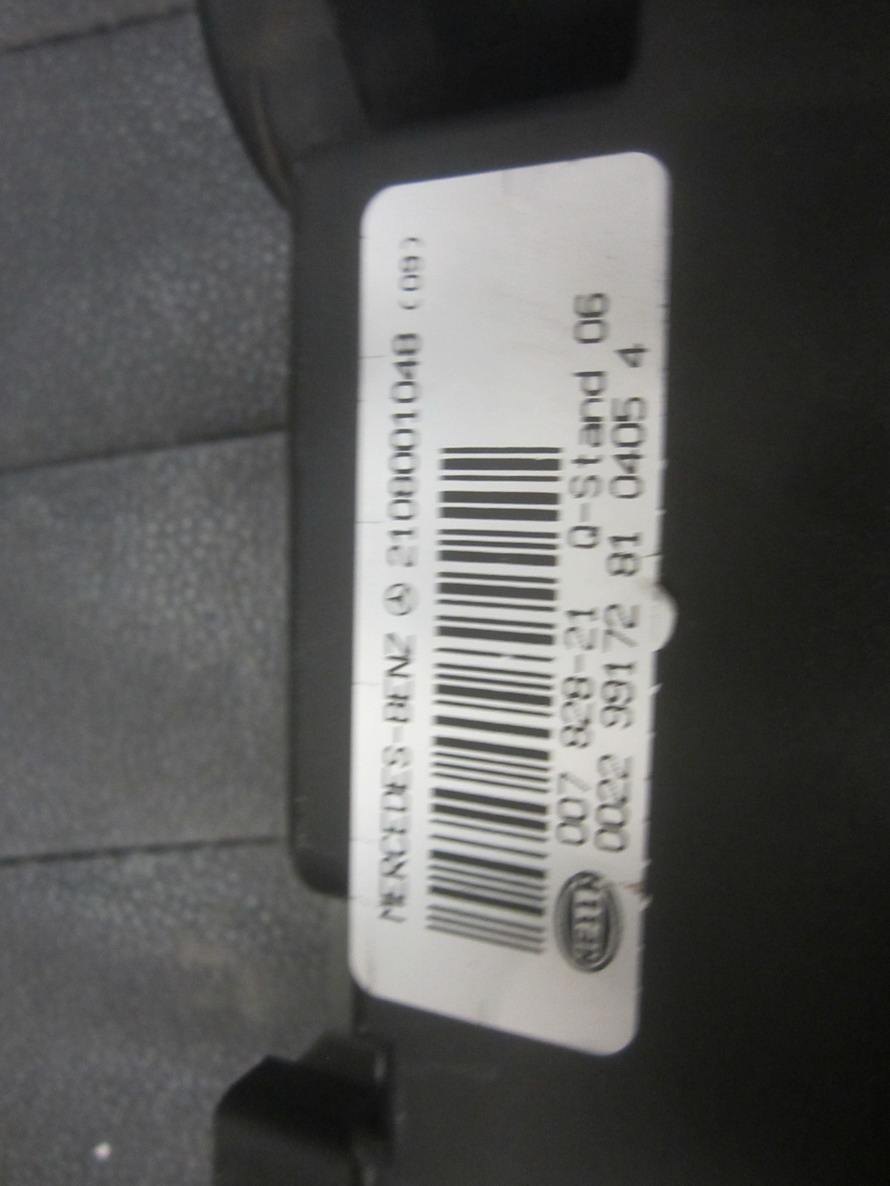 MERCEDES-BENZ 2108001048 (09)
007 828-21 Q-Stand 06
0022 99172 81 0405 4
HELLA